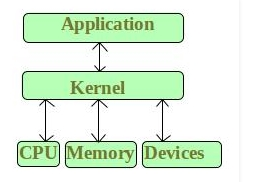 Application
Kernel
CPU Memory Devices